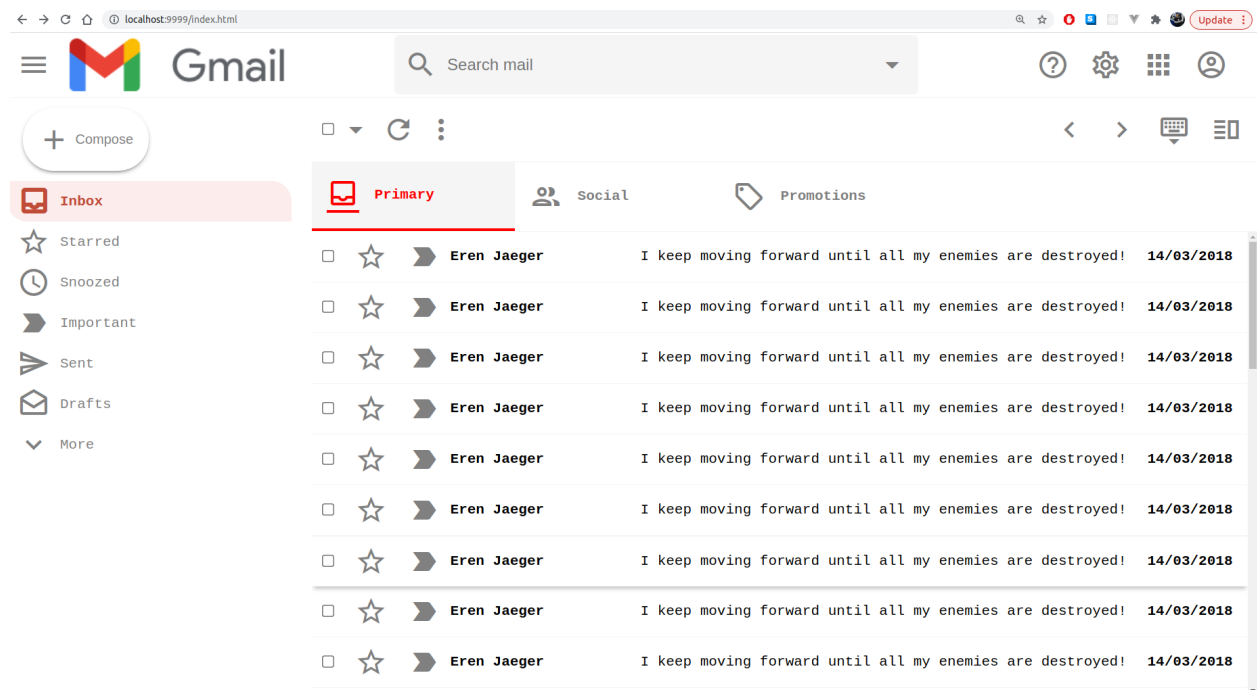 localhost:9999/index.html
Update
Gmail
Search mail
Compose
Inbox
Starred
Snoozed
Important
Sent
Drafts
More
Primary Social Promotions
Eren Jaeger I keep moving forward until all my enemies are destroyed! 14/03/2018
Eren Jaeger I keep moving forward until all my enemies are destroyed! 14/03/2018
Eren Jaeger I keep moving forward until all my enemies are destroyed! 14/03/2018
Eren Jaeger I keep moving forward until all my enemies are destroyed! 14/03/2018
Eren Jaeger I keep moving forward until all my enemies are destroyed! 14/03/2018
Eren Jaeger I keep moving forward until all my enemies are destroyed! 14/03/2018
Eren Jaeger I keep moving forward until all my enemies are destroyed! 14/03/2018
Eren Jaeger I keep moving forward until all my enemies are destroyed! 14/03/2018
Eren Jaeger I keep moving forward until all my enemies are destroyed! 14/03/2018